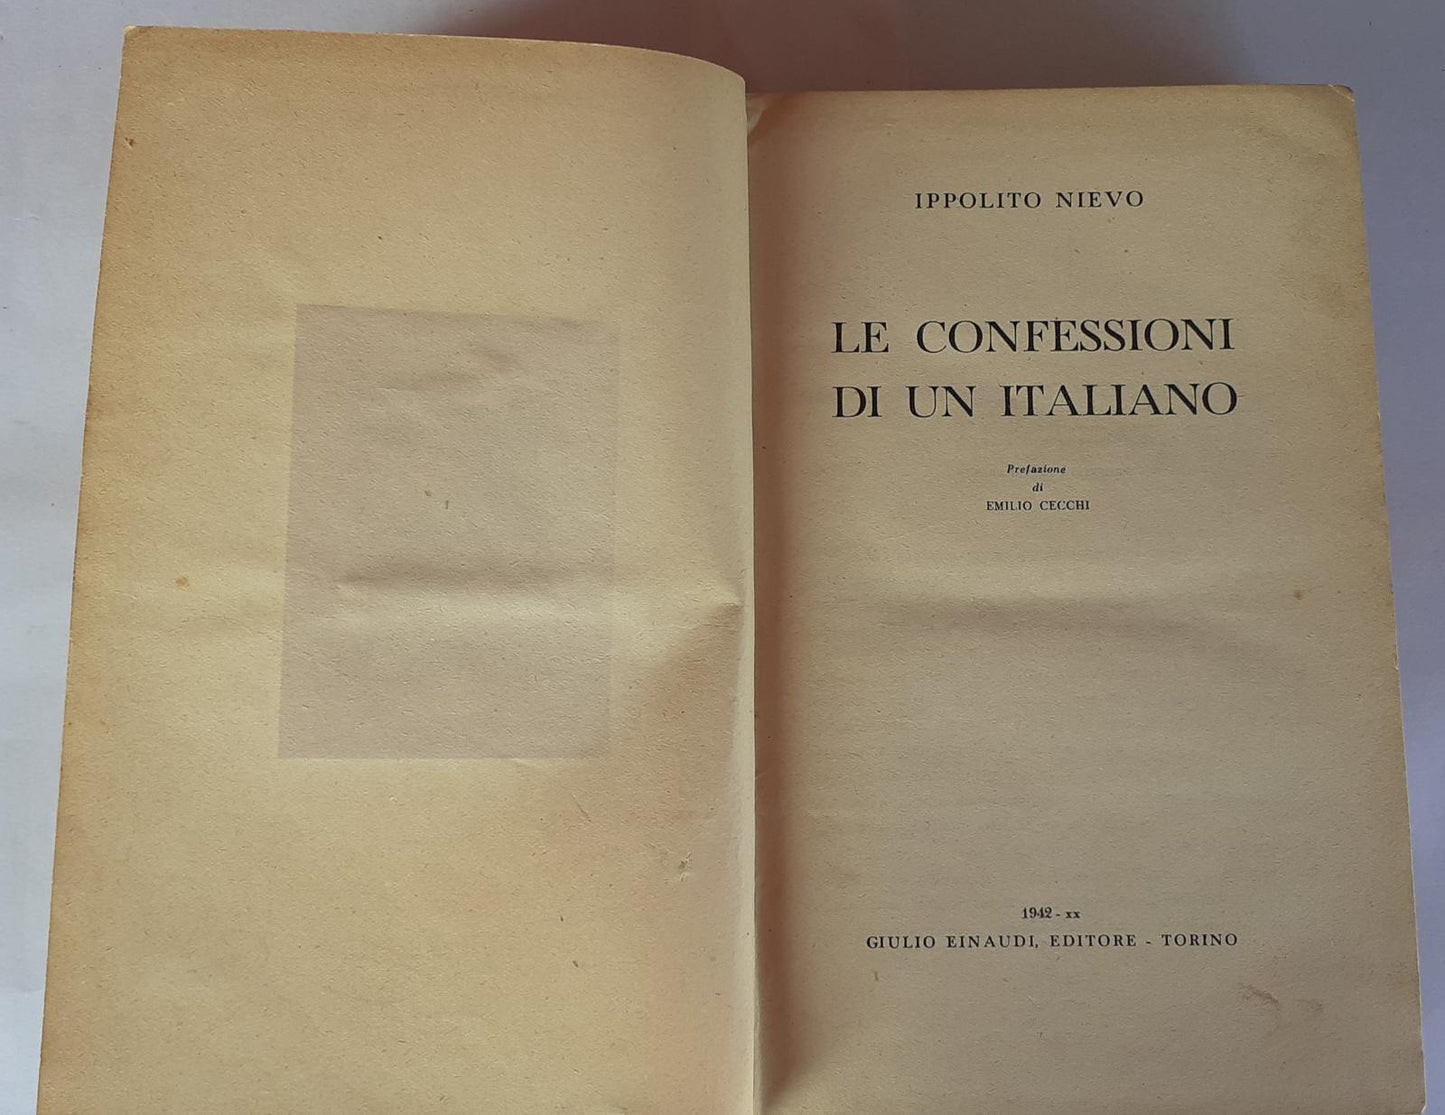 IPPOLITO NIEVO
LE CONFESSIONI
DI UN ITALIANO
Prefazione
di
EMILIO CECCHI
1942 - XX
GIULIO EINAUDI, EDITORE - TORINO